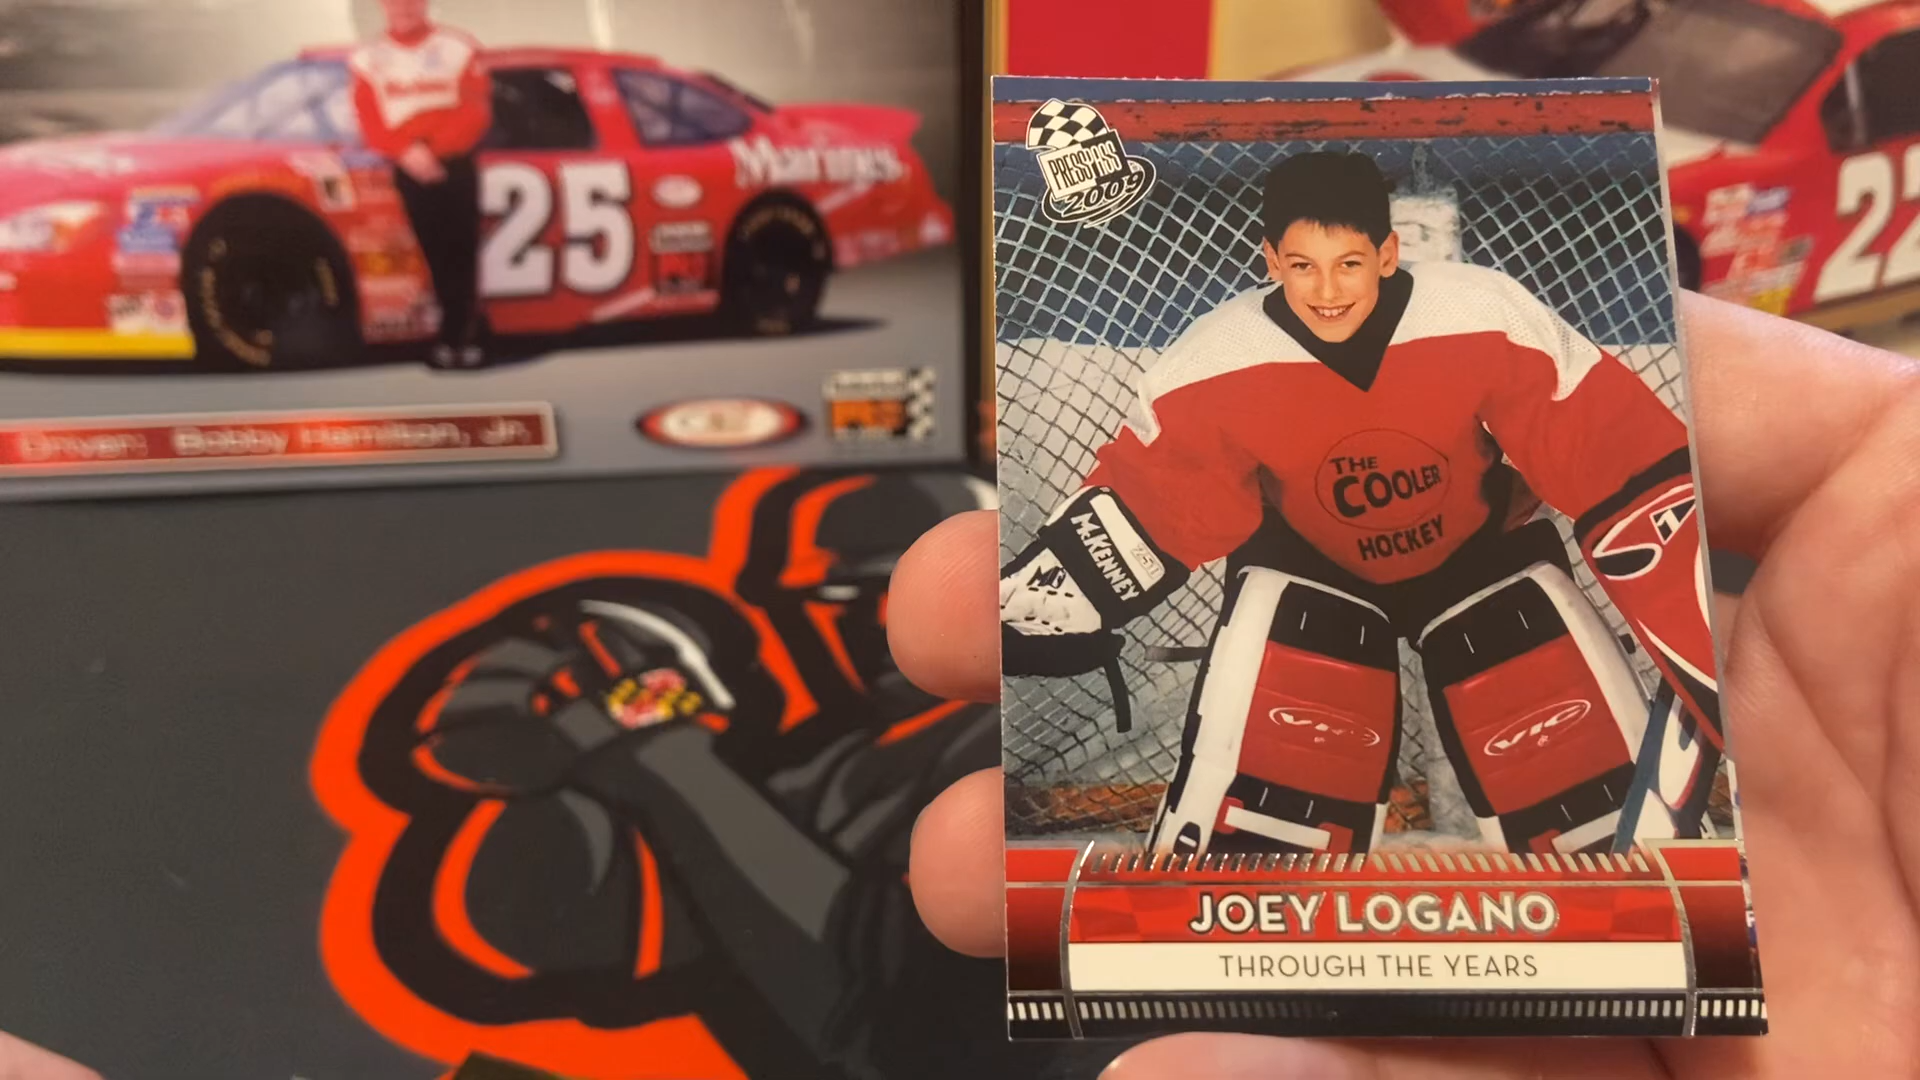 25
Marines
Driver: Bobby Hamilton, Jr.
22
PRESS PASS
2009
THE
COOLER
HOCKEY
McKENNEY
MC
VIC
VIC
JOEY LOGANO
THROUGH THE YEARS